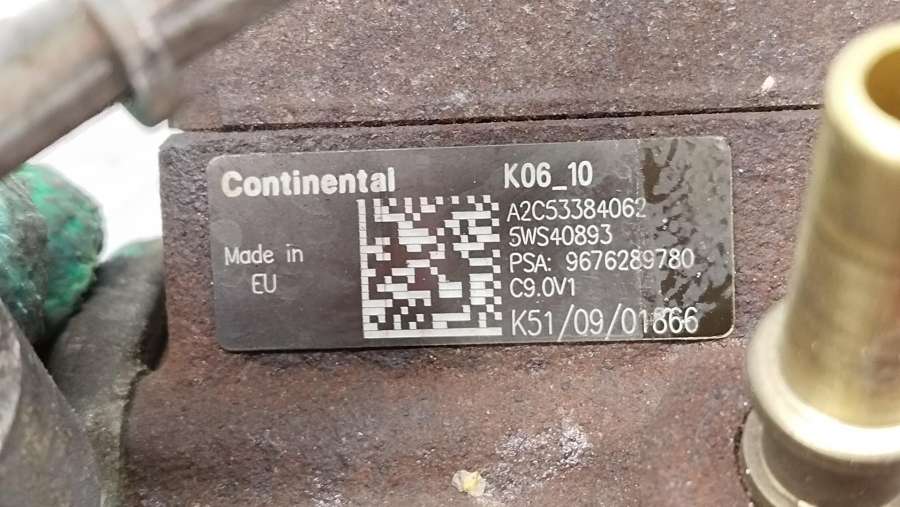 Continental
K06_10
A2C53384062
5WS40893
Made in
EU
PSA: 9676289780
C9.0V1
K51/09/01866